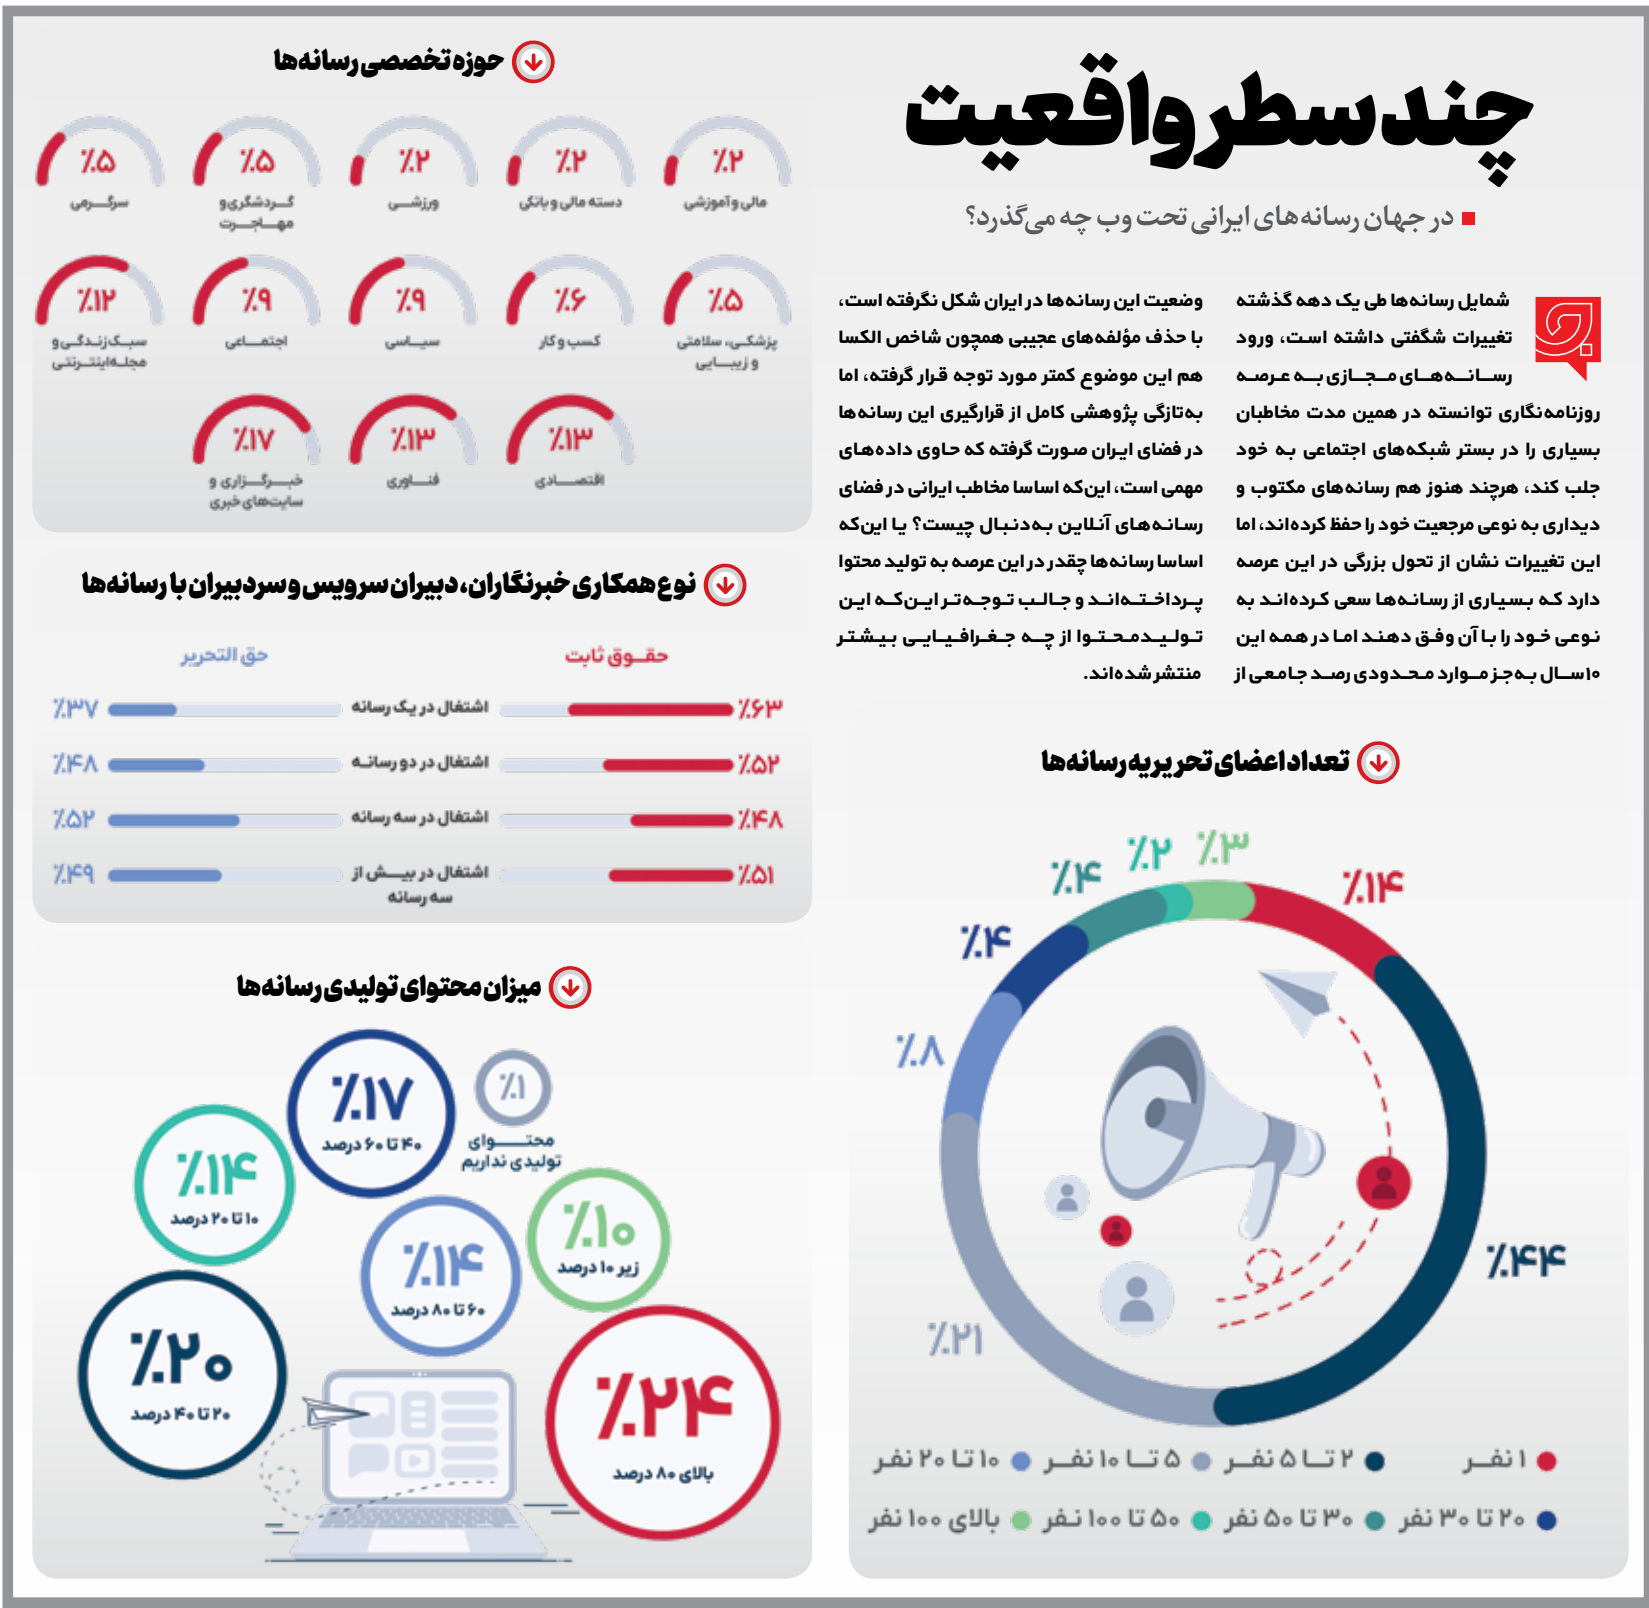 چند سطر واقعیت
در جهان رسانه‌های ایرانی تحت وب چه می‌گذرد؟
شمایل رسانه‌ها طی یک دهه گذشته
تغییرات شگفتی داشته است، ورود
رسانه‌های مجازی به عرصه
روزنامه‌نگاری توانسته در همین مدت مخاطبان
بسیاری را در بستر شبکه‌های اجتماعی به خود
جلب کند، هرچند هنوز هم رسانه‌های مکتوب و
دیداری به نوعی مرجعیت خود را حفظ کرده‌اند، اما
این تغییرات نشان از تحول بزرگی در این عرصه
دارد که بسیاری از رسانه‌ها سعی کرده‌اند به
نوعی خود را با آن وفق دهند اما در همه این
۱۰سال به‌جز موارد محدودی رصد جامعی از
وضعیت این رسانه‌ها در ایران شکل نگرفته است،
با حذف مؤلفه‌های عجیبی همچون شاخص الکسا
هم این موضوع کمتر مورد توجه قرار گرفته، اما
به‌تازگی پژوهشی کامل از قرارگیری این رسانه‌ها
در فضای ایران صورت گرفته که حاوی داده‌های
مهمی است، این‌که اساسا مخاطب ایرانی در فضای
رسانه‌های آنلاین به‌دنبال چیست؟ یا این‌که
اساسا رسانه‌ها چقدر در این عرصه به تولید محتوا
پرداخته‌اند و جالب توجه‌تر این‌که این
تولیدمحتوا از چه جغرافیایی بیشتر
منتشر شده‌اند.
تعداد اعضای تحریریه رسانه‌ها
٪۳
٪۲
٪۴
٪۱۴
٪۴
٪۸
٪۴۴
٪۲۱
۱ نفر
۲ تا ۵ نفر
۵ تا ۱۰ نفر
۱۰ تا ۲۰ نفر
۲۰ تا ۳۰ نفر
۳۰ تا ۵۰ نفر
۵۰ تا ۱۰۰ نفر
بالای ۱۰۰ نفر
حوزه تخصصی رسانه‌ها
٪۲
مالی و آموزشی
٪۲
دسته مالی و بانکی
٪۲
ورزشی
٪۵
گردشگری و
مهاجرت
٪۵
سرگرمی
٪۵
پزشکی، سلامتی
و زیبایی
٪۶
کسب و کار
٪۹
سیاسی
٪۹
اجتماعی
٪۱۲
سبک‌زندگی و
مجله‌اینترنتی
٪۱۳
اقتصادی
٪۱۳
فناوری
٪۱۷
خبرگزاری و
سایت‌های خبری
نوع همکاری خبرنگاران، دبیران سرویس و سردبیران با رسانه‌ها
حقوق ثابت
حق التحریر
٪۶۳ اشتغال در یک رسانه ٪۳۷
٪۵۲ اشتغال در دو رسانه ٪۴۸
٪۴۸ اشتغال در سه رسانه ٪۵۲
٪۵۱ اشتغال در بیش از ٪۴۹
سه رسانه
میزان محتوای تولیدی رسانه‌ها
٪۱
محتوای
تولیدی نداریم
٪۱۷
۴۰ تا ۶۰ درصد
٪۱۴
۱۰ تا ۲۰ درصد
٪۱۰
زیر ۱۰ درصد
٪۱۴
۶۰ تا ۸۰ درصد
٪۲۰
۲۰ تا ۴۰ درصد
٪۲۴
بالای ۸۰ درصد